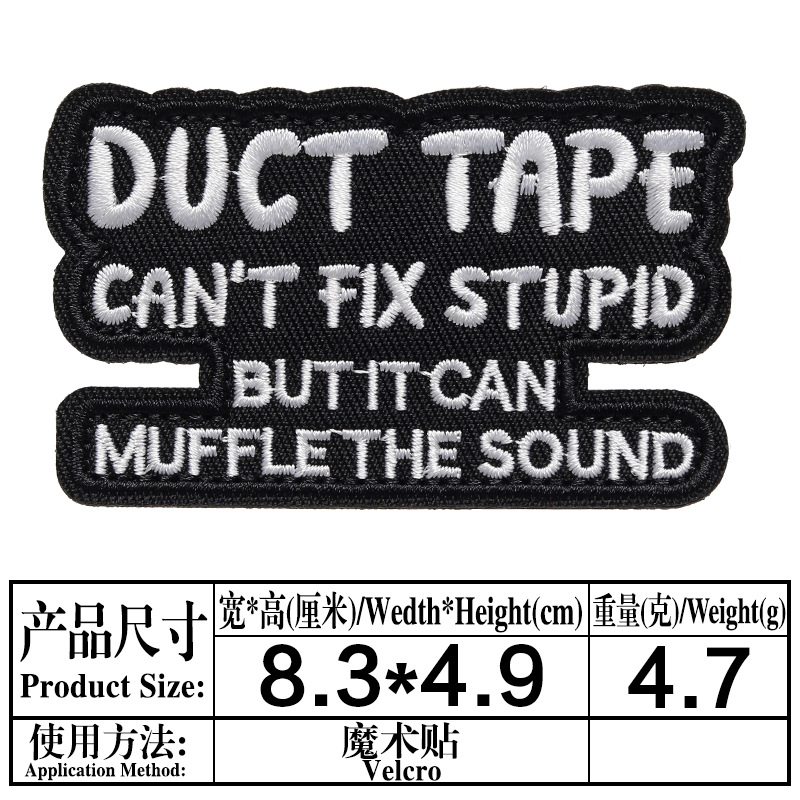 DUCT TAPE
CAN'T FIX STUPID
BUT IT CAN
MUFFLE THE SOUND
产品尺寸
Product Size:
宽*高(厘米)/Wedth*Height(cm)
8.3*4.9
重量(克)/Weight(g)
4.7
使用方法:
Application Method:
魔术贴
Velcro